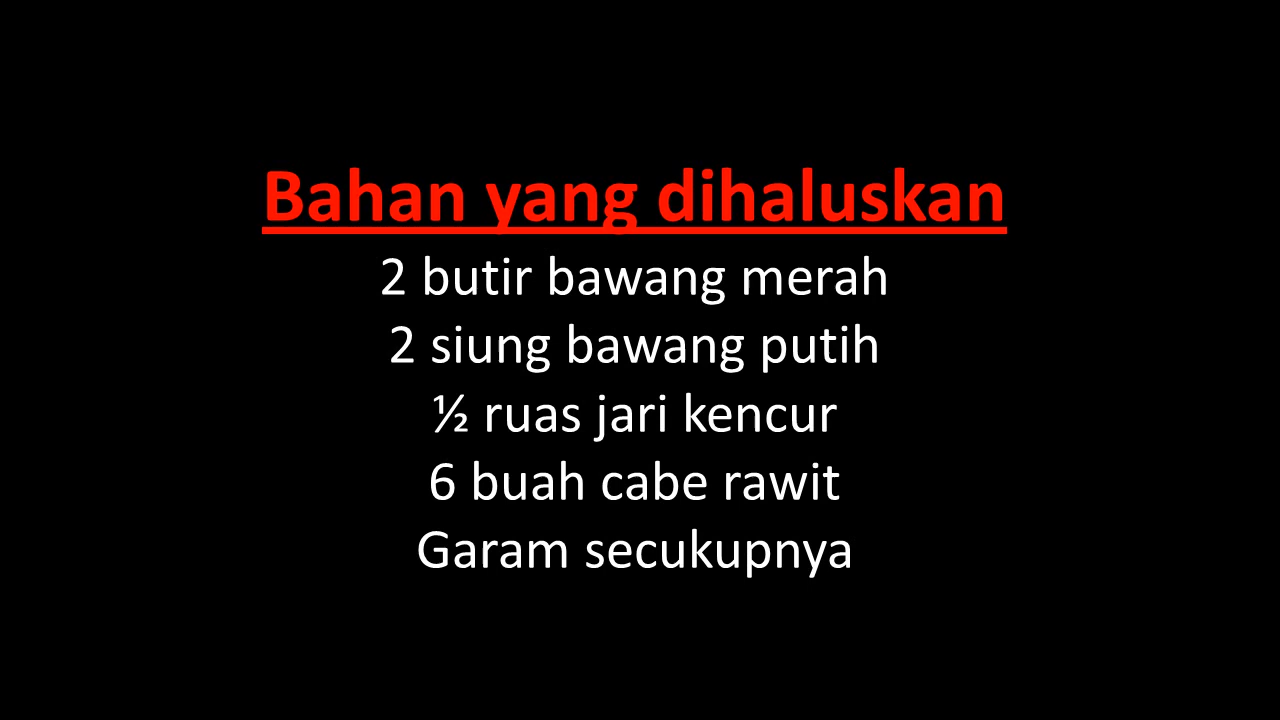 Bahan yang dihaluskan
2 butir bawang merah
2 siung bawang putih
½ ruas jari kencur
6 buah cabe rawit
Garam secukupnya